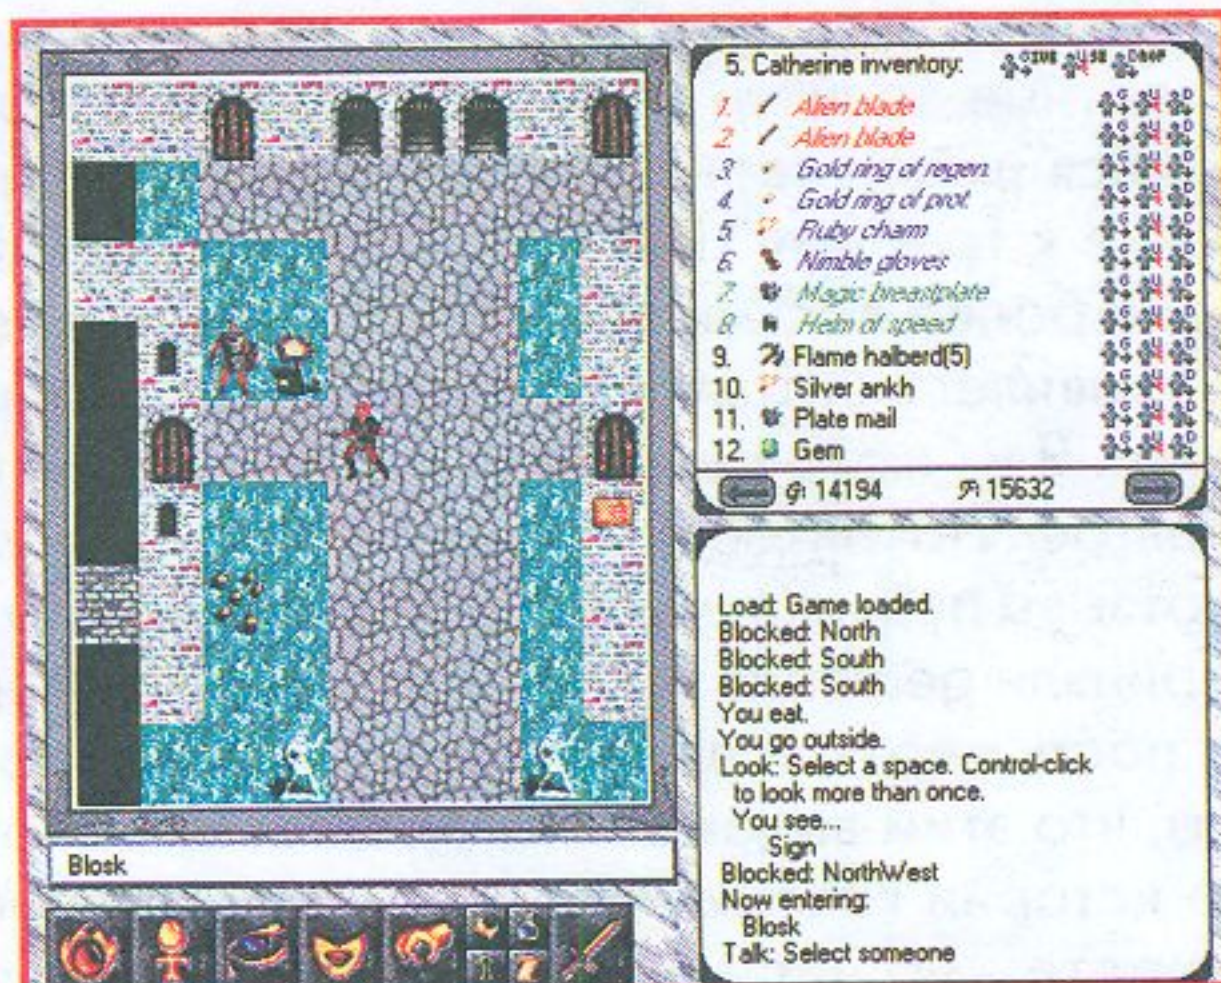 5. Catherine inventory: GIVE USE DROP
1. Alien blade G U D
2. Alien blade G U D
3. Gold ring of regen. G U D
4. Gold ring of prot. G U D
5. Ruby charm G U D
6. Nimble gloves G U D
7. Magic breastplate G U D
8. Helm of speed G U D
9. Flame halberd(5) G U D
10. Silver ankh G U D
11. Plate mail G U D
12. Gem G U D
G: 14194 F: 15632
Load: Game loaded.
Blocked: North
Blocked: South
Blocked: South
You eat.
You go outside.
Look: Select a space. Control-click
to look more than once.
You see...
Sign
Blocked: NorthWest
Now entering:
Blosk
Talk: Select someone
Blosk